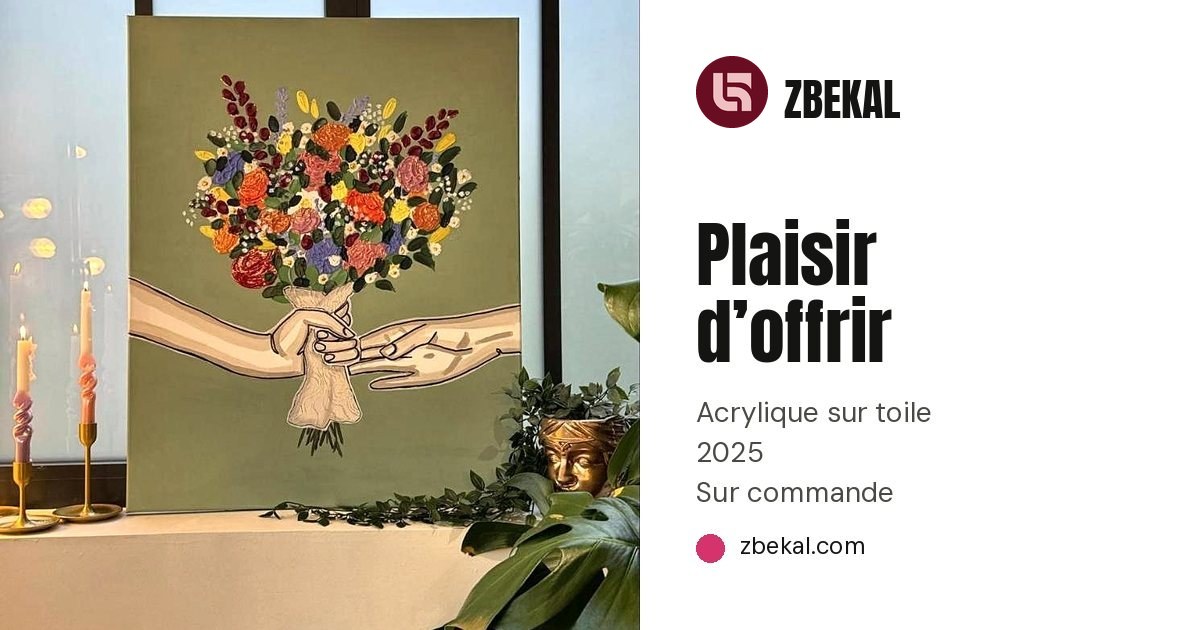 ZBEKAL
Plaisir
d’offrir
Acrylique sur toile
2025
Sur commande
zbekal.com